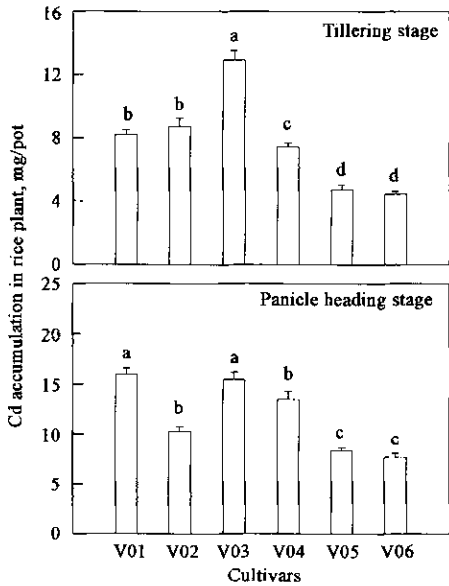 Cd accumulation in rice plant, mg/pot
16
12
8
4
0
Tillering stage
b
b
a
c
d
d
25
20
15
10
5
0
Panicle heading stage
a
b
a
b
c
c
V01 V02 V03 V04 V05 V06
Cultivars